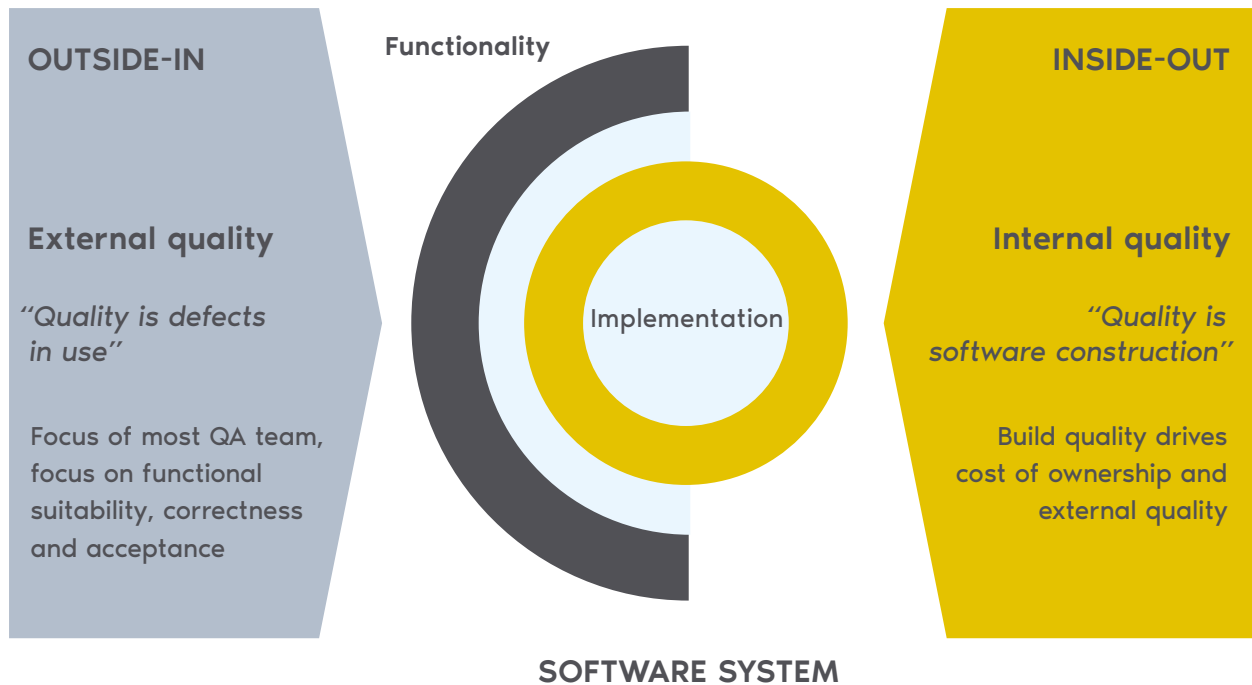 OUTSIDE-IN
External quality
“Quality is defects
in use”
Focus of most QA team,
focus on functional
suitability, correctness
and acceptance
Functionality
Implementation
INSIDE-OUT
Internal quality
“Quality is
software construction”
Build quality drives
cost of ownership and
external quality
SOFTWARE SYSTEM